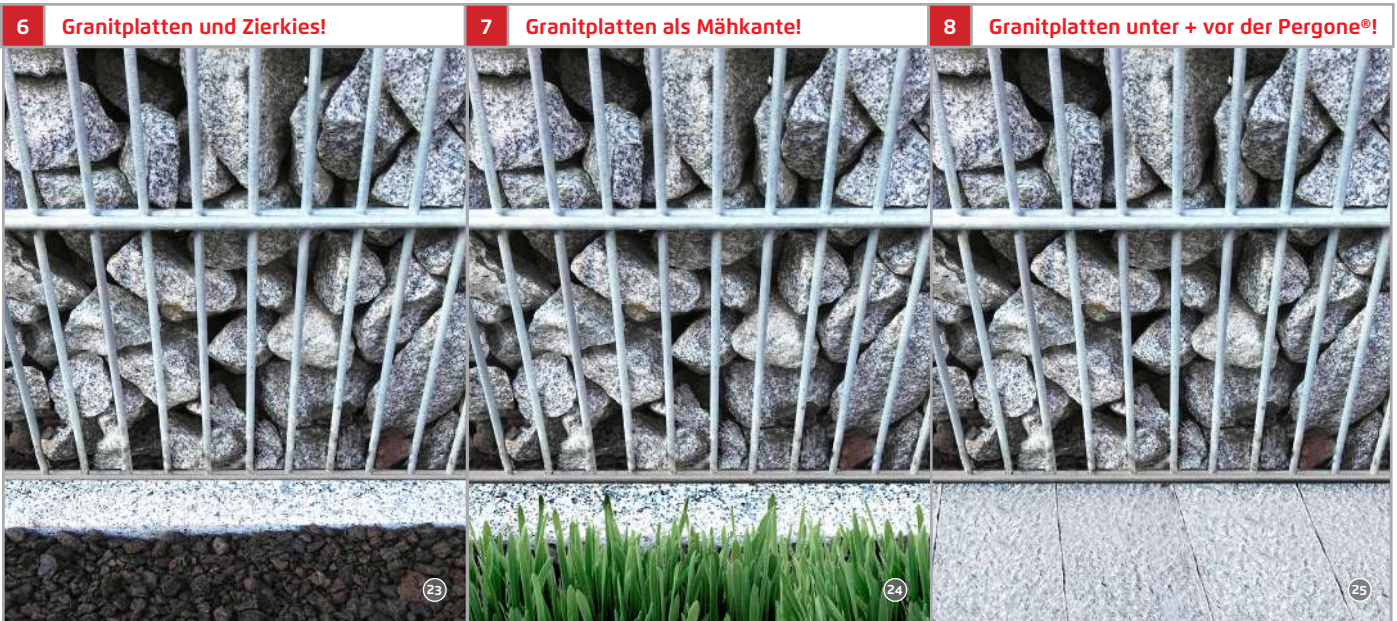 6 Granitplatten und Zierkies!
7 Granitplatten als Mähkante!
8 Granitplatten unter + vor der Pergone®!
23
24
25